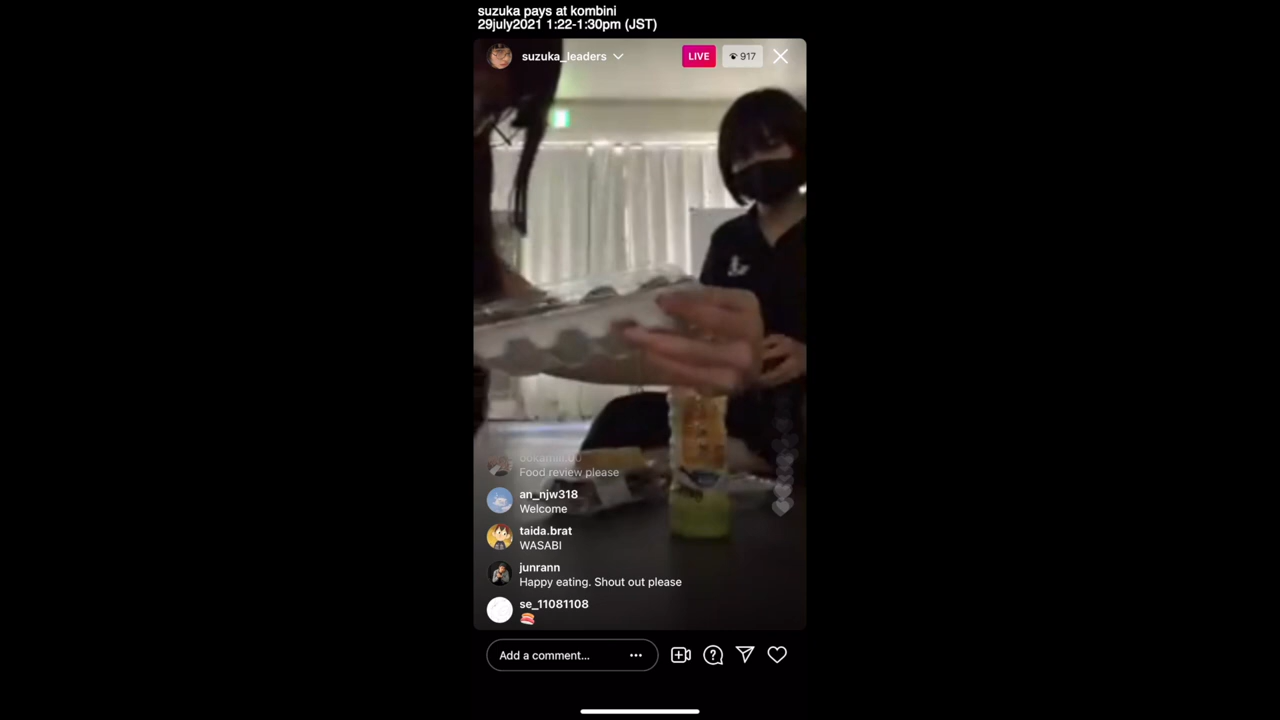 suzuka pays at kombini
29july2021 1:22-1:30pm (JST)
suzuka_leaders
LIVE
917
Food review please
an_njw318
Welcome
taida.brat
WASABI
junrann
Happy eating. Shout out please
se_11081108
Add a comment...